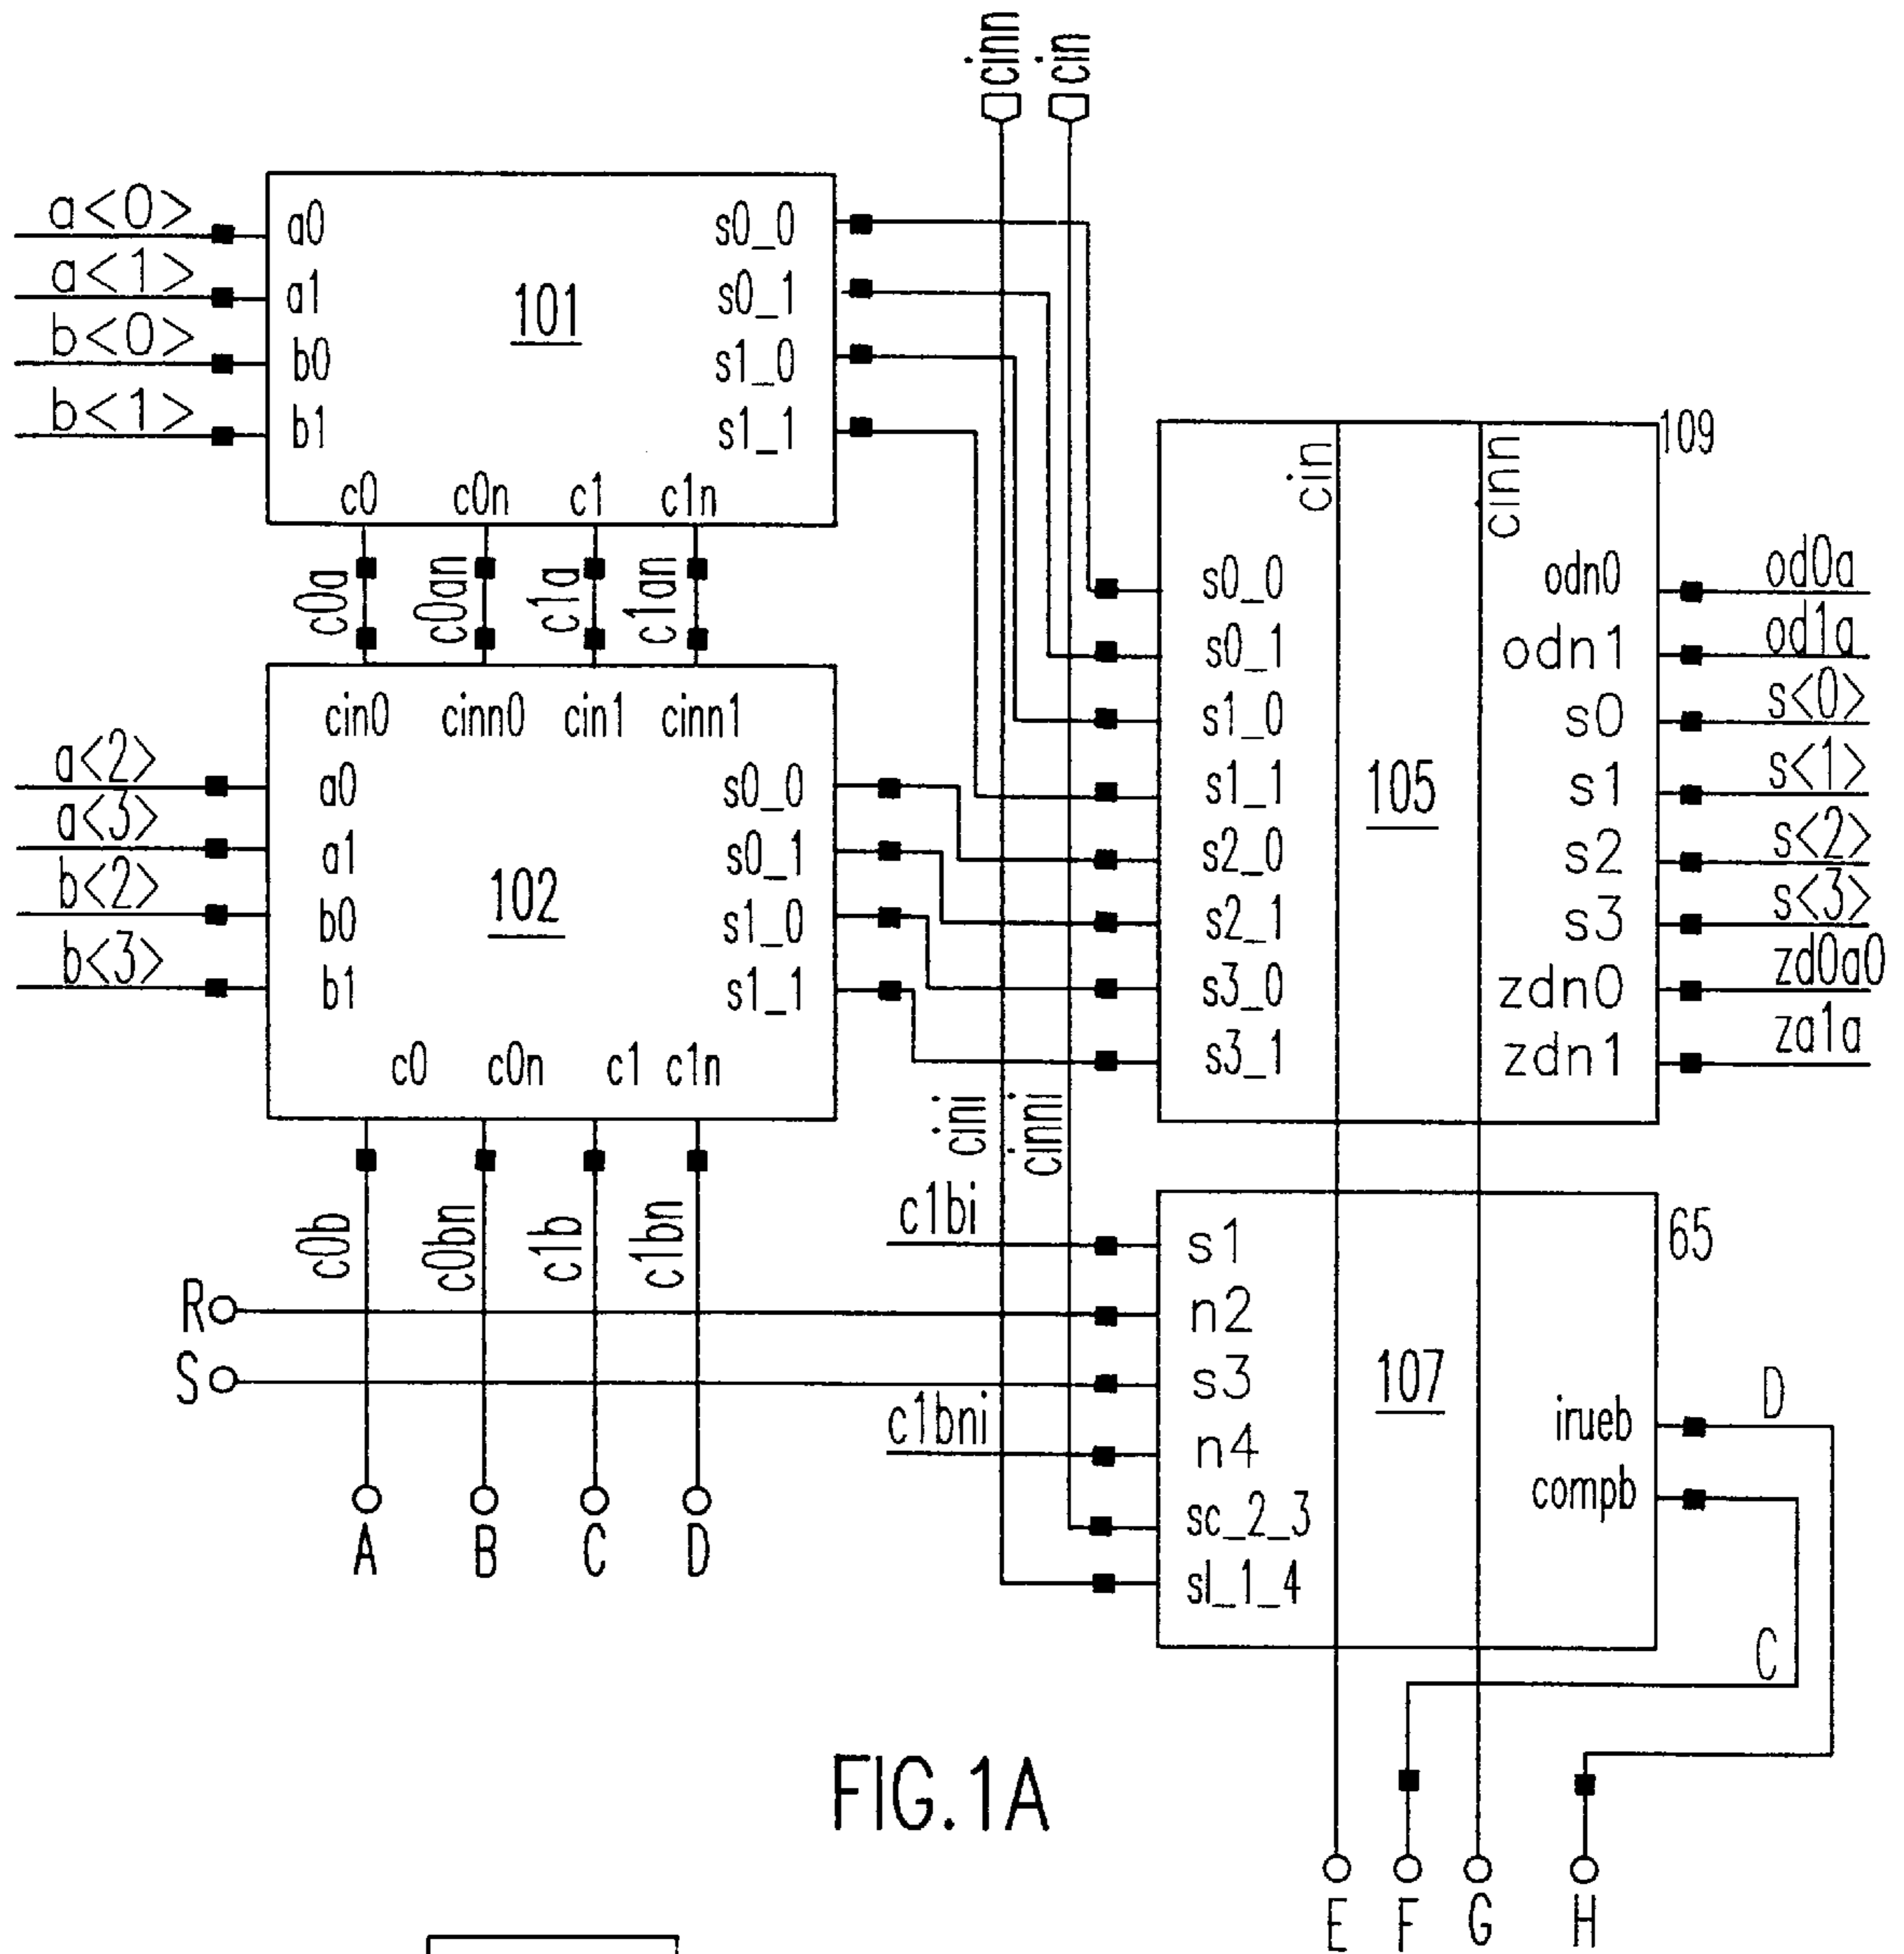 cinn
cin
a<0>
a<1>
b<0>
b<1>
a0
a1
b0
b1
101
s0_0
s0_1
s1_0
s1_1
c0 c0n c1 c1n
c0a
c0an
c1a
c1an
cin0 cinn0 cin1 cinn1
a<2>
a<3>
b<2>
b<3>
a0
a1
b0
b1
102
s0_0
s0_1
s1_0
s1_1
c0 c0n c1 c1n
c0b
c0bn
c1b
c1bn
R
S
A B C D
109
cin
cinn
s0_0
s0_1
s1_0
s1_1
s2_0
s2_1
s3_0
s3_1
105
odn0
odn1
s0
s1
s2
s3
zdn0
zdn1
od0a
od1a
s<0>
s<1>
s<2>
s<3>
zd0a0
za1a
cini
cinni
c1bi
c1bni
65
s1
n2
s3
n4
sc_2_3
sl_1_4
107
irueb
compb
D
C
E F G H
FIG.1A